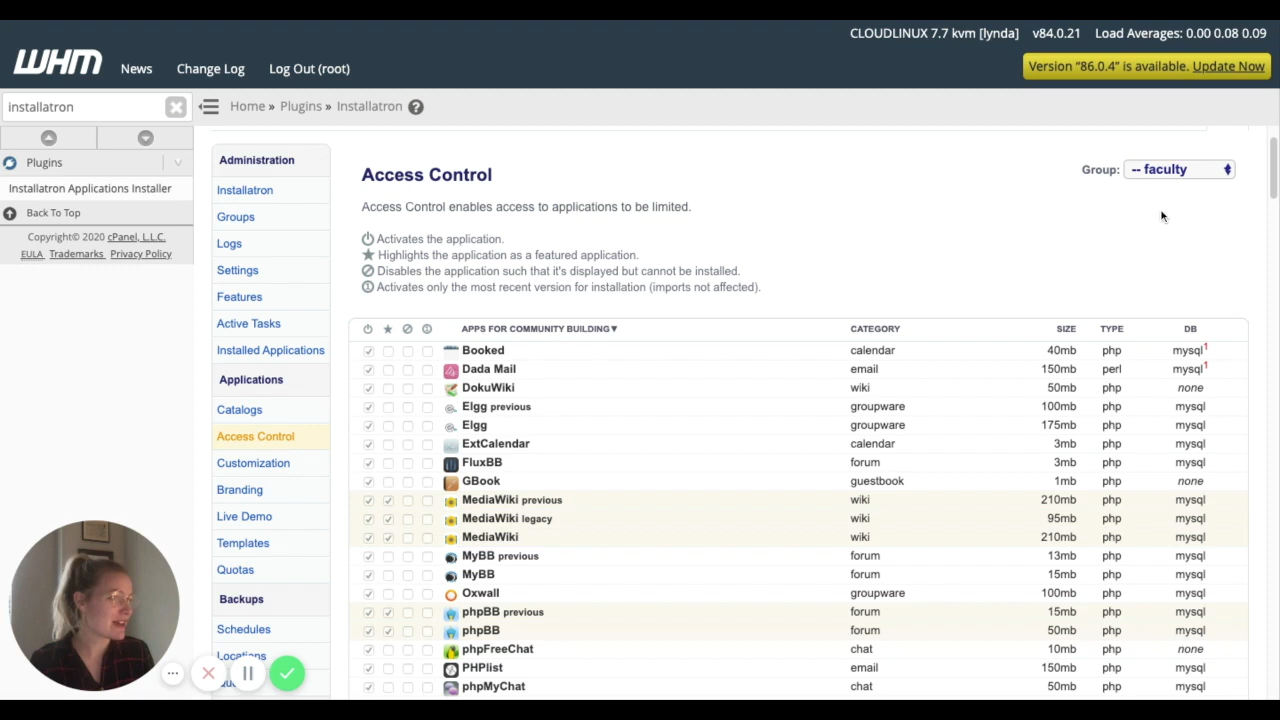 CLOUDLINUX 7.7 kvm [lynda] v84.0.21 Load Averages: 0.00 0.08 0.09
WHM News Change Log Log Out (root)
Version "86.0.4" is available. Update Now
installatron
Home » Plugins » Installatron ?
Plugins
Installatron Applications Installer
Back To Top
Copyright© 2020 cPanel, L.L.C.
EULA Trademarks Privacy Policy
Administration
Installatron
Groups
Logs
Settings
Features
Active Tasks
Installed Applications
Applications
Catalogs
Access Control
Customization
Branding
Live Demo
Templates
Quotas
Backups
Schedules
Locations
Access Control
Group: -- faculty
Access Control enables access to applications to be limited.
Activates the application.
Highlights the application as a featured application.
Disables the application such that it's displayed but cannot be installed.
Activates only the most recent version for installation (imports not affected).
APPS FOR COMMUNITY BUILDING▼ CATEGORY SIZE TYPE DB
Booked calendar 40mb php mysql1
Dada Mail email 150mb perl mysql1
DokuWiki wiki 50mb php none
Elgg previous groupware 100mb php mysql
Elgg groupware 175mb php mysql
ExtCalendar calendar 3mb php mysql
FluxBB forum 3mb php mysql
GBook guestbook 1mb php none
MediaWiki previous wiki 210mb php mysql
MediaWiki legacy wiki 95mb php mysql
MediaWiki wiki 210mb php mysql
MyBB previous forum 13mb php mysql
MyBB forum 15mb php mysql
Oxwall groupware 100mb php mysql
phpBB previous forum 15mb php mysql
phpBB forum 50mb php mysql
phpFreeChat chat 10mb php none
PHPlist email 150mb php mysql
phpMyChat chat 50mb php mysql